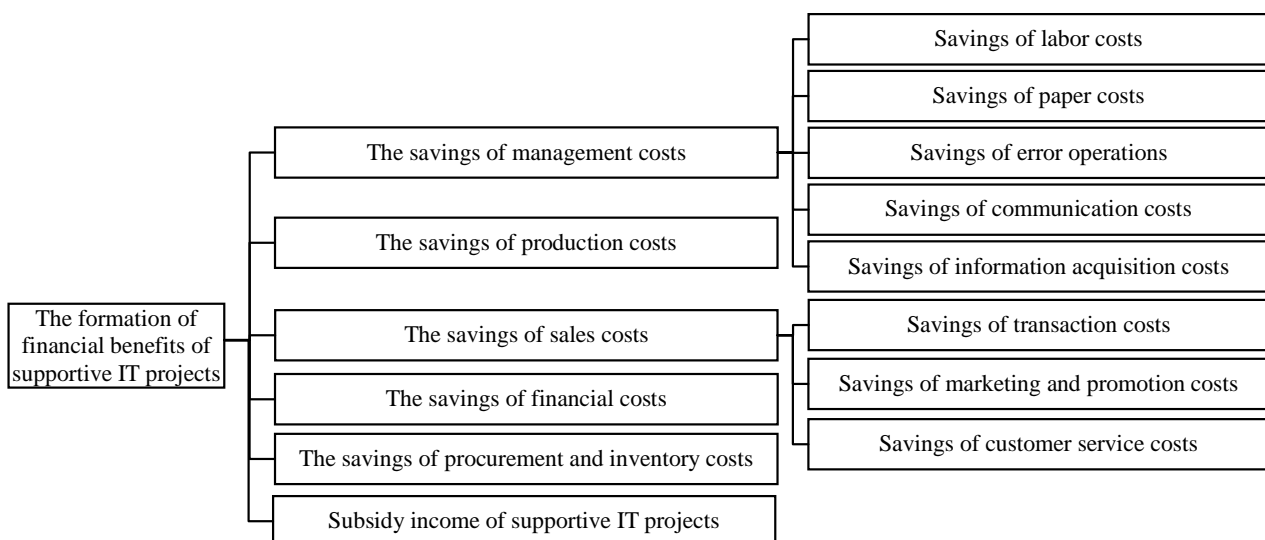 The formation of
financial benefits of
supportive IT projects
The savings of management costs
The savings of production costs
The savings of sales costs
The savings of financial costs
The savings of procurement and inventory costs
Subsidy income of supportive IT projects
Savings of labor costs
Savings of paper costs
Savings of error operations
Savings of communication costs
Savings of information acquisition costs
Savings of transaction costs
Savings of marketing and promotion costs
Savings of customer service costs